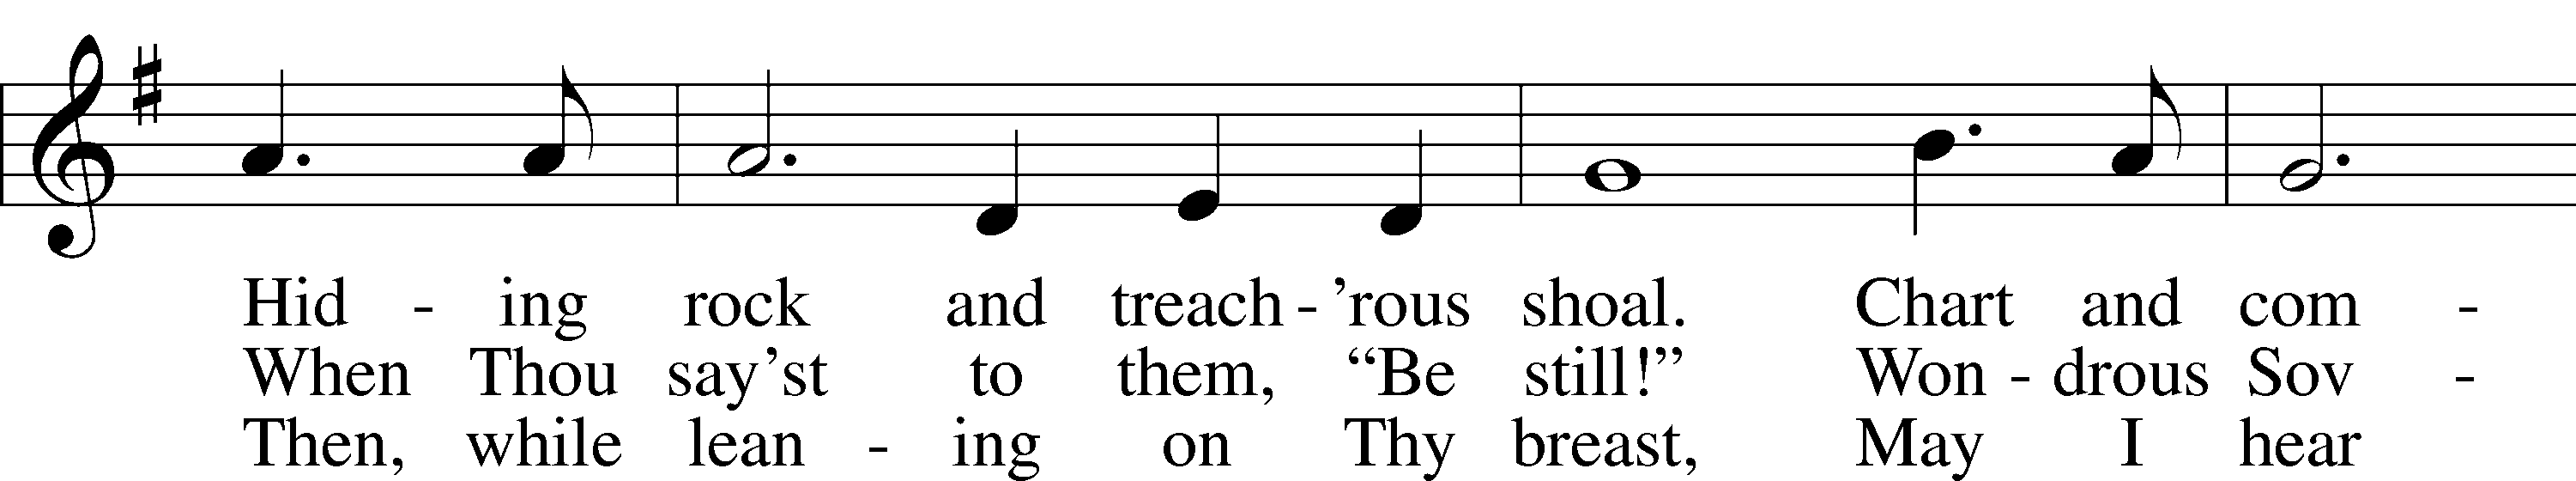 Hid - ing rock and treach - 'rous shoal. Chart and com -
When Thou say'st to them, “Be still!” Won - drous Sov -
Then, while lean - ing on Thy breast, May I hear